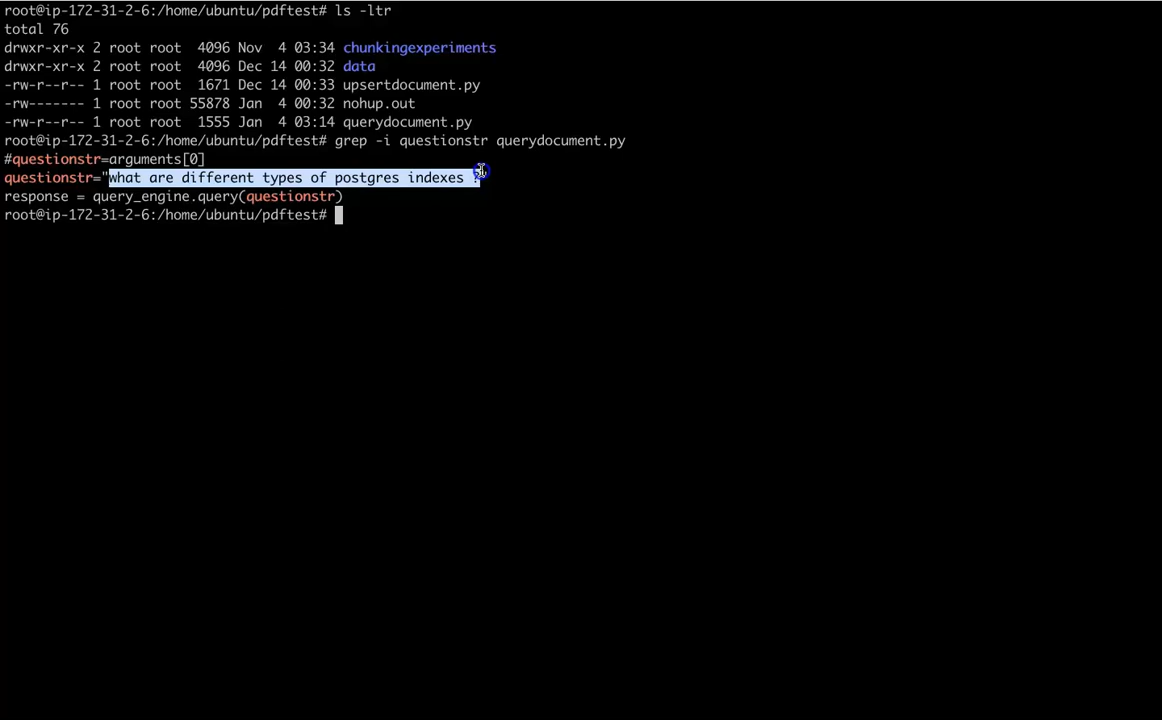 root@ip-172-31-2-6:/home/ubuntu/pdftest# ls -ltr
total 76
drwxr-xr-x 2 root root  4096 Nov  4 03:34 chunkingexperiments
drwxr-xr-x 2 root root  4096 Dec 14 00:32 data
-rw-r--r-- 1 root root  1671 Dec 14 00:33 upsertdocument.py
-rw------- 1 root root 55878 Jan  4 00:32 nohup.out
-rw-r--r-- 1 root root  1555 Jan  4 03:14 querydocument.py
root@ip-172-31-2-6:/home/ubuntu/pdftest# grep -i questionstr querydocument.py
#questionstr=arguments[0]
questionstr="what are different types of postgres indexes ?
response = query_engine.query(questionstr)
root@ip-172-31-2-6:/home/ubuntu/pdftest#